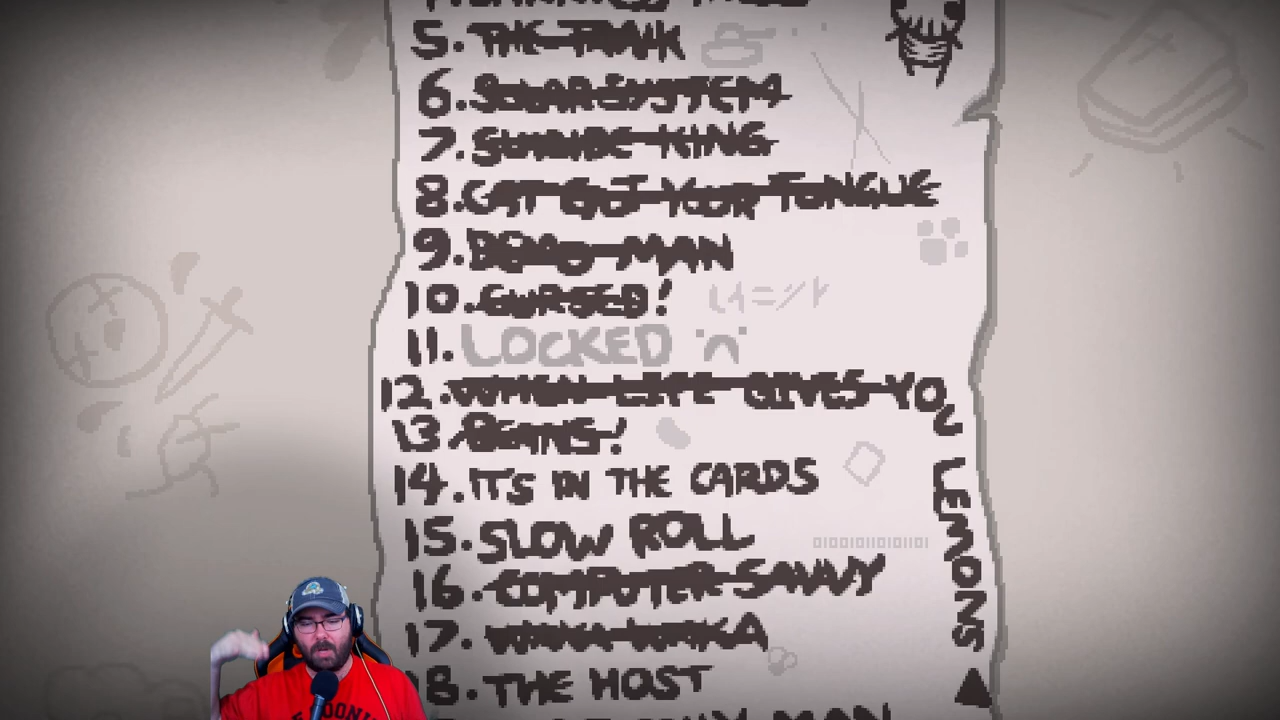 5. THE TANK
6. SOLAR SYSTEM
7. SUICIDE KING
8. CAT GOT YOUR TONGUE
9. DEAD MAN
10. CURSED!
11. LOCKED
12. WHEN LIFE GIVES YOU LEMONS
13 BEANS!
14. IT'S IN THE CARDS
15. SLOW ROLL
010010110101101
16. COMPUTER SAVVY
17. WAKA WAKA
18. THE HOST
MAN